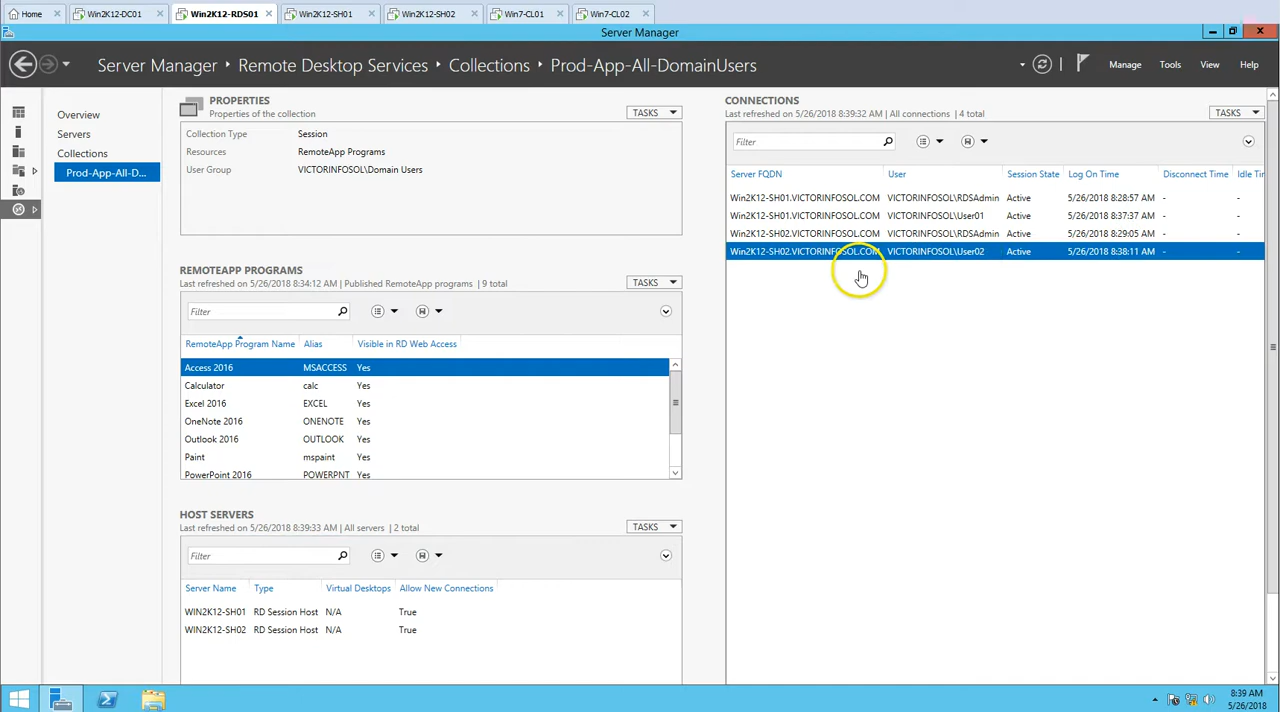 Home
Win2K12-DC01
Win2K12-RDS01
Win2K12-SH01
Win2K12-SH02
Win7-CL01
Win7-CL02
Server Manager
Server Manager
Remote Desktop Services
Collections
Prod-App-All-DomainUsers
Manage
Tools
View
Help
Overview
Servers
Collections
Prod-App-All-D...
PROPERTIES
Properties of the collection
TASKS
Collection Type Session
Resources RemoteApp Programs
User Group VICTORINFOSOL\Domain Users
REMOTEAPP PROGRAMS
Last refreshed on 5/26/2018 8:34:12 AM | Published RemoteApp programs | 9 total
TASKS
Filter
RemoteApp Program Name Alias Visible in RD Web Access
Access 2016 MSACCESS Yes
Calculator calc Yes
Excel 2016 EXCEL Yes
OneNote 2016 ONENOTE Yes
Outlook 2016 OUTLOOK Yes
Paint mspaint Yes
PowerPoint 2016 POWERPNT Yes
HOST SERVERS
Last refreshed on 5/26/2018 8:39:33 AM | All servers | 2 total
TASKS
Filter
Server Name Type Virtual Desktops Allow New Connections
WIN2K12-SH01 RD Session Host N/A True
WIN2K12-SH02 RD Session Host N/A True
CONNECTIONS
Last refreshed on 5/26/2018 8:39:32 AM | All connections | 4 total
TASKS
Filter
Server FQDN User Session State Log On Time Disconnect Time Idle Tir
Win2K12-SH01.VICTORINFOSOL.COM VICTORINFOSOL\RDSAdmin Active 5/26/2018 8:28:57 AM - -
Win2K12-SH01.VICTORINFOSOL.COM VICTORINFOSOL\User01 Active 5/26/2018 8:37:37 AM - -
Win2K12-SH02.VICTORINFOSOL.COM VICTORINFOSOL\RDSAdmin Active 5/26/2018 8:29:05 AM - -
Win2K12-SH02.VICTORINFOSOL.COM VICTORINFOSOL\User02 Active 5/26/2018 8:38:11 AM - -
8:39 AM
5/26/2018